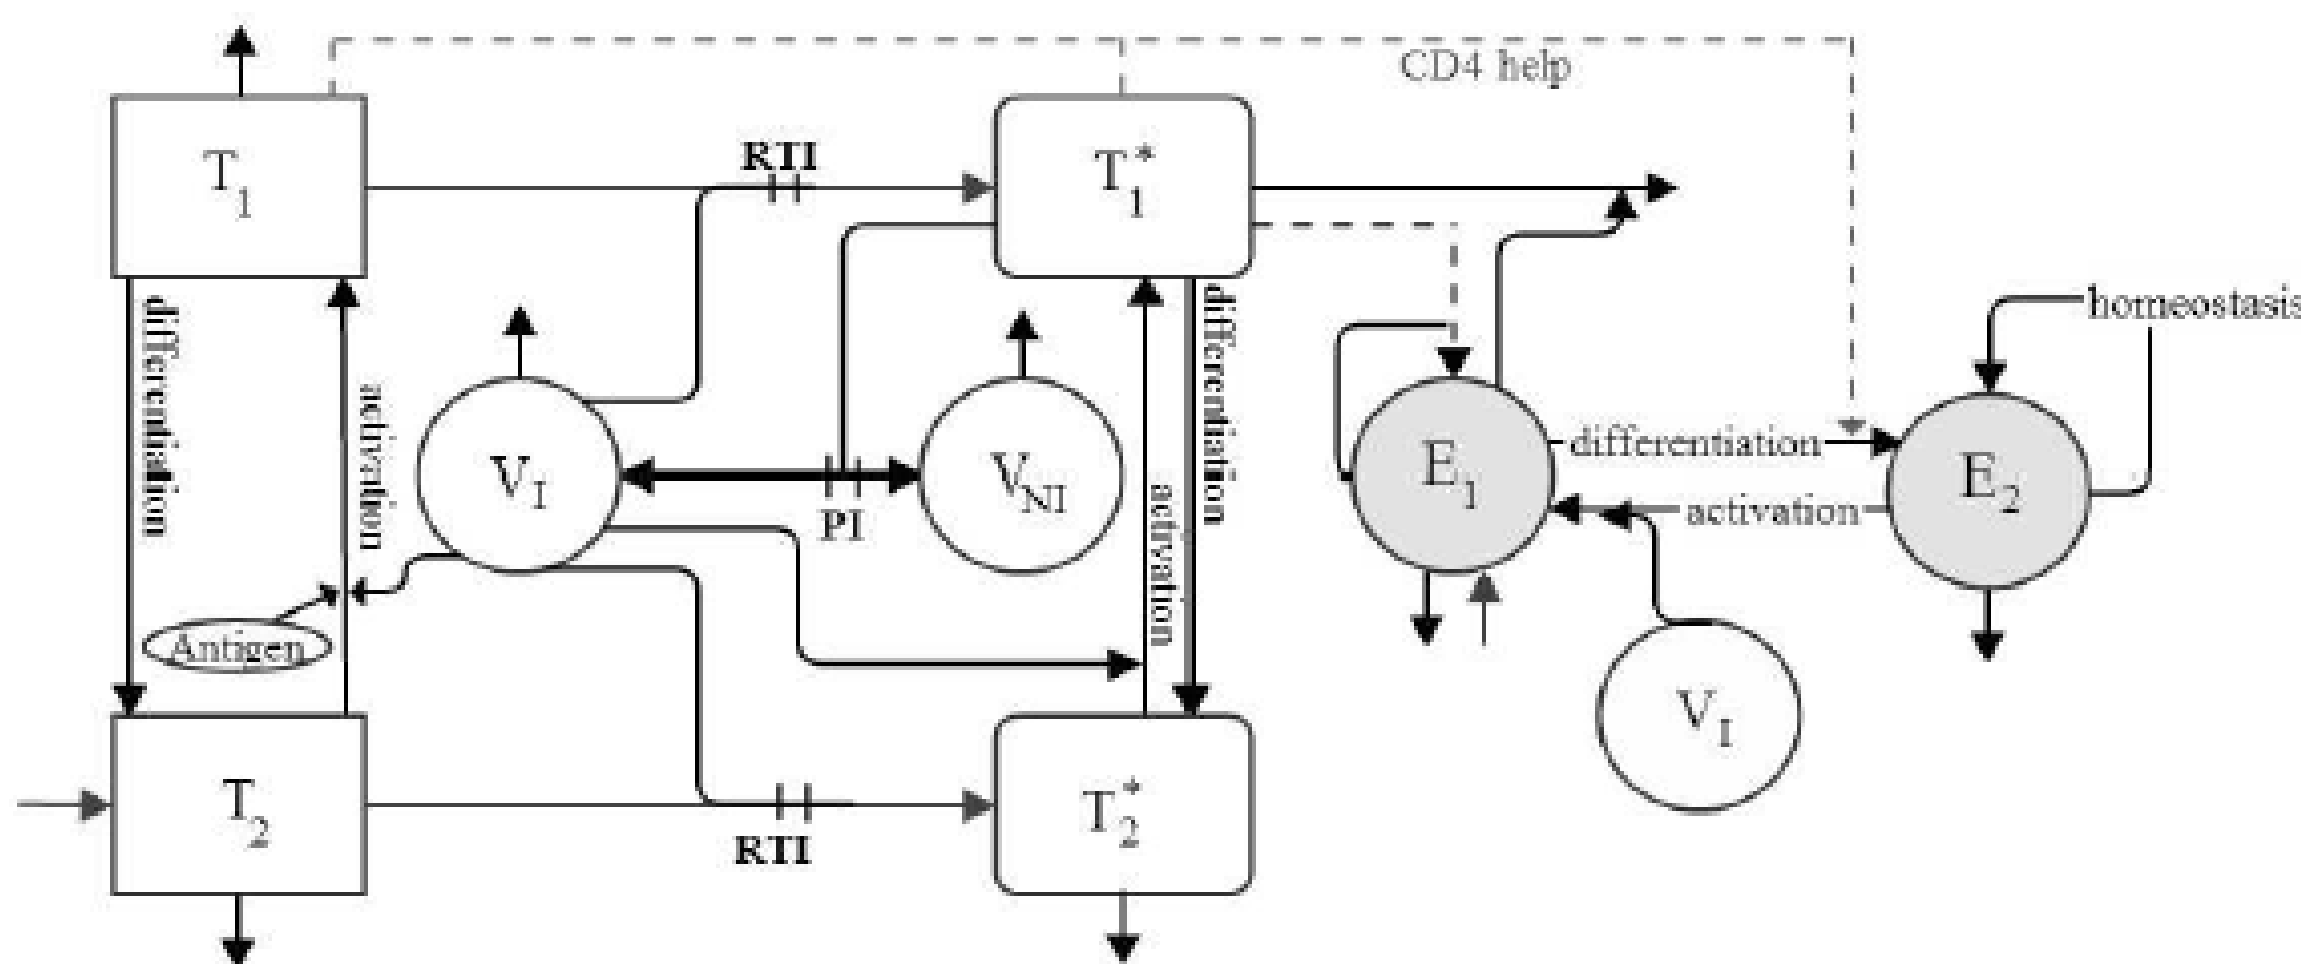 CD4 help
RTI
T1
T1*
differentiation
activation
differentiation
activation
homeostasis
VI
VNI
PI
E1
differentiation
activation
E2
Antigen
VI
T2
T2*
RTI